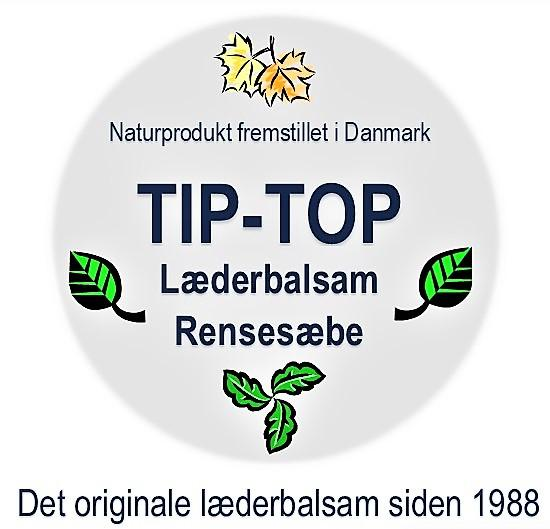 Naturprodukt fremstillet i Danmark
TIP-TOP
Læderbalsam
Rensesæbe
Det originale læderbalsam siden 1988